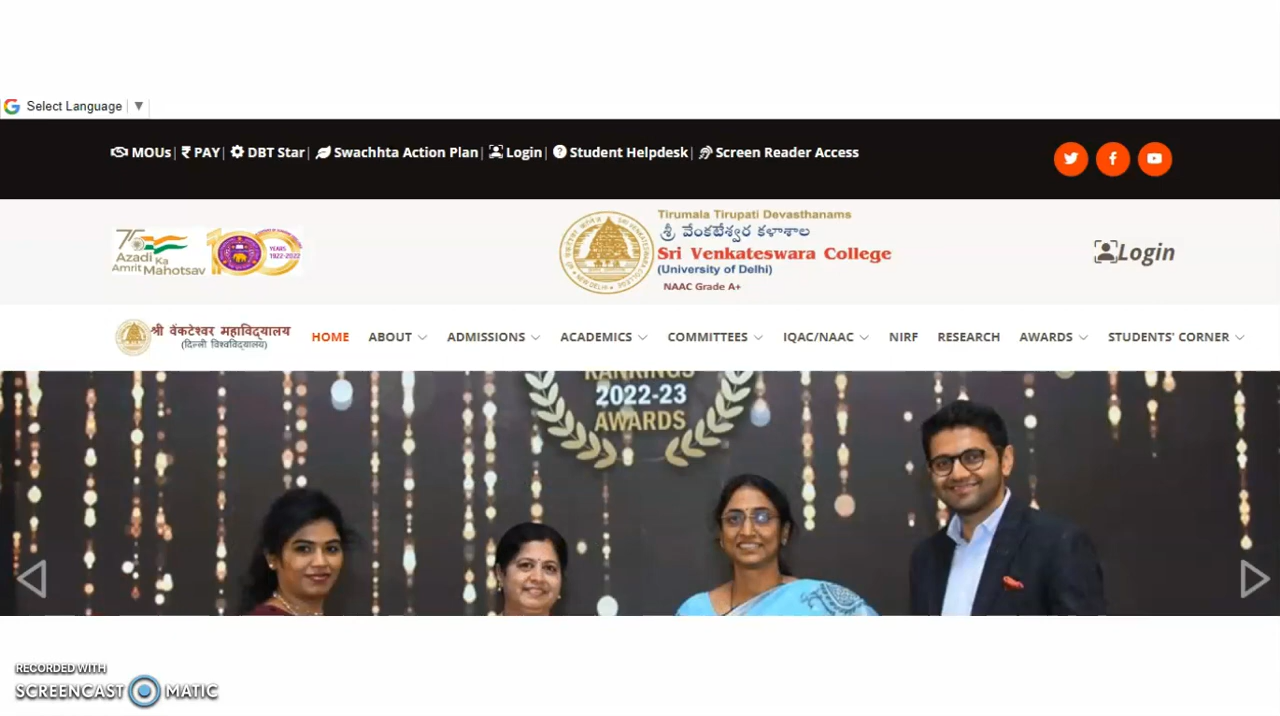 Select Language ▼
MOUs | ₹ PAY | DBT Star | Swachhta Action Plan | Login | Student Helpdesk | Screen Reader Access
75
Azadi Ka
Amrit Mahotsav
YEARS
1922-2022
Tirumala Tirupati Devasthanams
శ్రీ వేంకటేశ్వర కళాశాల
Sri Venkateswara College
(University of Delhi)
NAAC Grade A+
Login
श्री वेंकटेश्वर महाविद्यालय
(दिल्ली विश्वविद्यालय)
HOME ABOUT ADMISSIONS ACADEMICS COMMITTEES IQAC/NAAC NIRF RESEARCH AWARDS STUDENTS' CORNER
RANKINGS
2022-23
AWARDS
RECORDED WITH
SCREENCAST MATIC